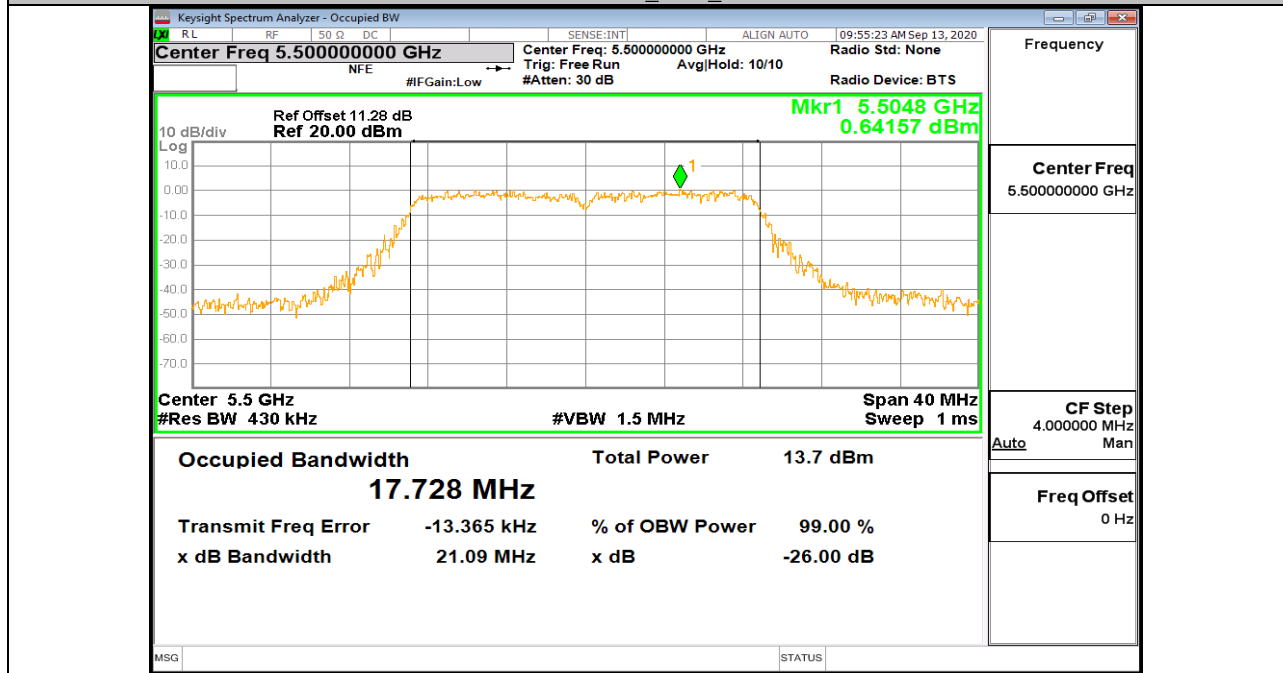 Keysight Spectrum Analyzer - Occupied BW
LXI RL RF 50 Ω DC SENSE:INT ALIGN AUTO 09:55:23 AM Sep 13, 2020
Center Freq 5.500000000 GHz
NFE
#IFGain:Low
Center Freq: 5.500000000 GHz
Trig: Free Run Avg|Hold: 10/10
#Atten: 30 dB
Radio Std: None
Radio Device: BTS
Frequency
Mkr1 5.5048 GHz
0.64157 dBm
Ref Offset 11.28 dB
10 dB/div Ref 20.00 dBm
Log
10.0
0.00
-10.0
-20.0
-30.0
-40.0
-50.0
-60.0
-70.0
1
Center 5.5 GHz Span 40 MHz
#Res BW 430 kHz #VBW 1.5 MHz Sweep 1 ms
Center Freq
5.500000000 GHz
CF Step
4.000000 MHz
Auto Man
Freq Offset
0 Hz
Occupied Bandwidth Total Power 13.7 dBm
17.728 MHz
Transmit Freq Error -13.365 kHz % of OBW Power 99.00 %
x dB Bandwidth 21.09 MHz x dB -26.00 dB
MSG STATUS